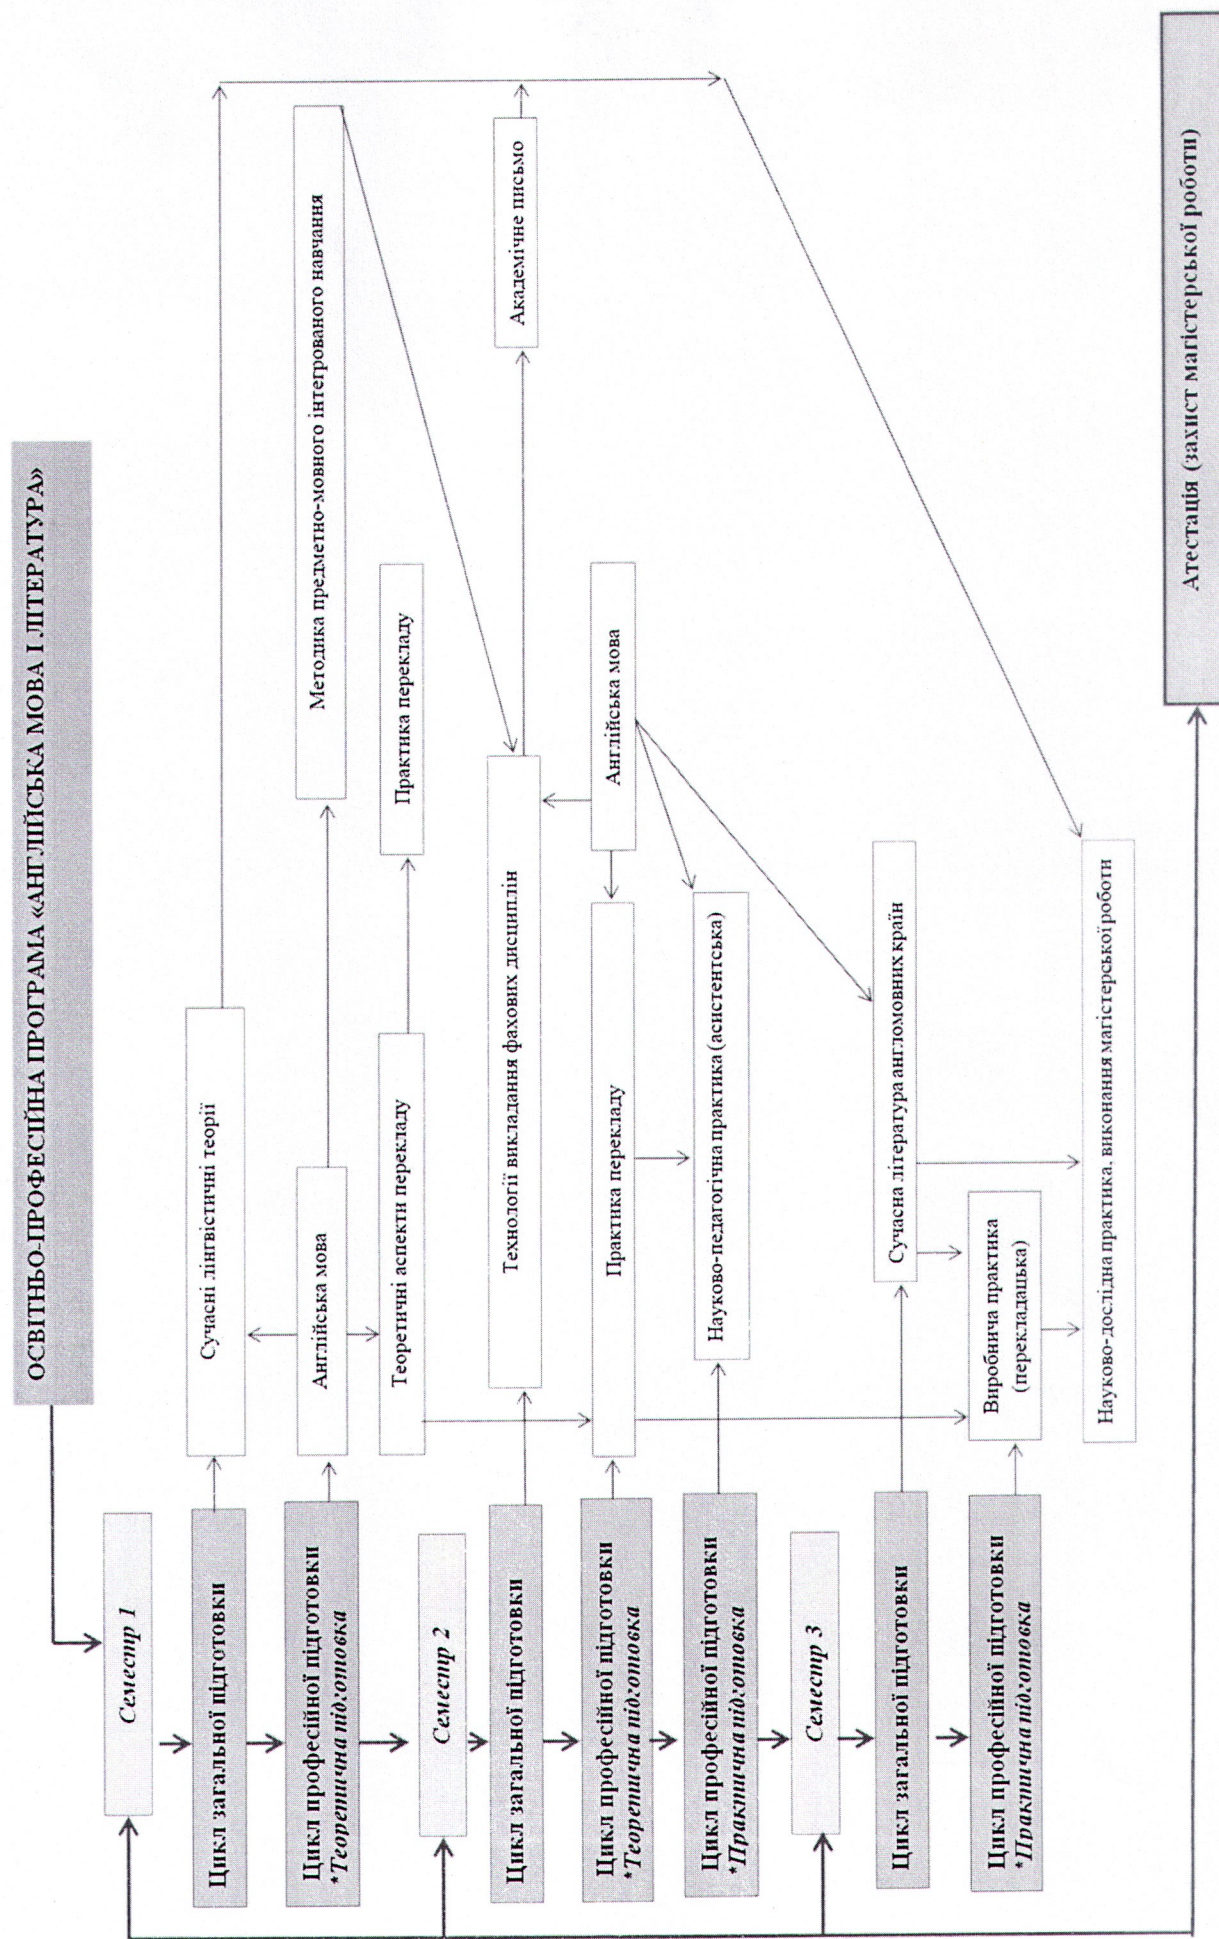 ОСВІТНЬО-ПРОФЕСІЙНА ПРОГРАМА «АНГЛІЙСЬКА МОВА І ЛІТЕРАТУРА»
Семестр 1
Цикл загальної підготовки
Сучасні лінгвістичні теорії
Цикл професійної підготовки
*Теоретична підготовка
Англійська мова
Методика предметно-мовного інтегрованого навчання
Теоретичні аспекти перекладу
Практика перекладу
Семестр 2
Цикл загальної підготовки
Технології викладання фахових дисциплін
Академічне письмо
Цикл професійної підготовки
*Теоретична підготовка
Практика перекладу
Англійська мова
Цикл професійної підготовки
*Практична підготовка
Науково-педагогічна практика (асистентська)
Семестр 3
Цикл загальної підготовки
Сучасна література англомовних країн
Цикл професійної підготовки
*Практична підготовка
Виробнича практика
(перекладацька)
Науково-дослідна практика, виконання магістерської роботи
Атестація (захист магістерської роботи)